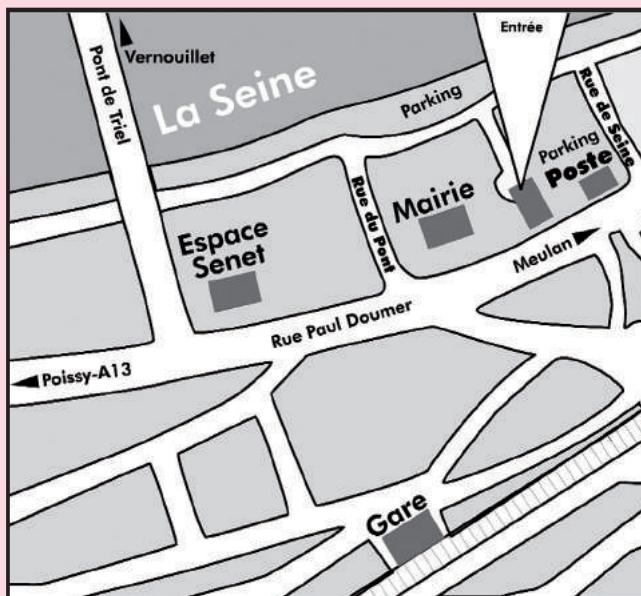 Entrée
Vernouillet
Pont de Triel
La Seine
Parking
Rue de Seine
Parking
Poste
Mairie
Rue du Pont
Espace
Senet
Meulan
Rue Paul Doumer
Poissy-A13
Gare